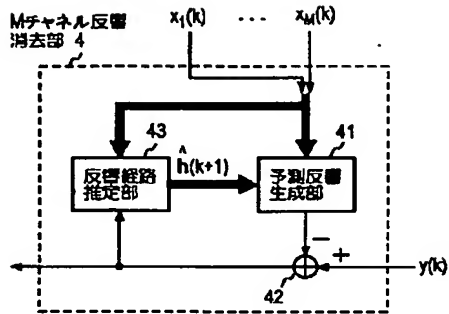 Mチャネル反響
消去部 4
x₁(k) ... x_M(k)
43
41
反響経路
推定部
ĥ(k+1)
予測反響
生成部
−
+
y(k)
42